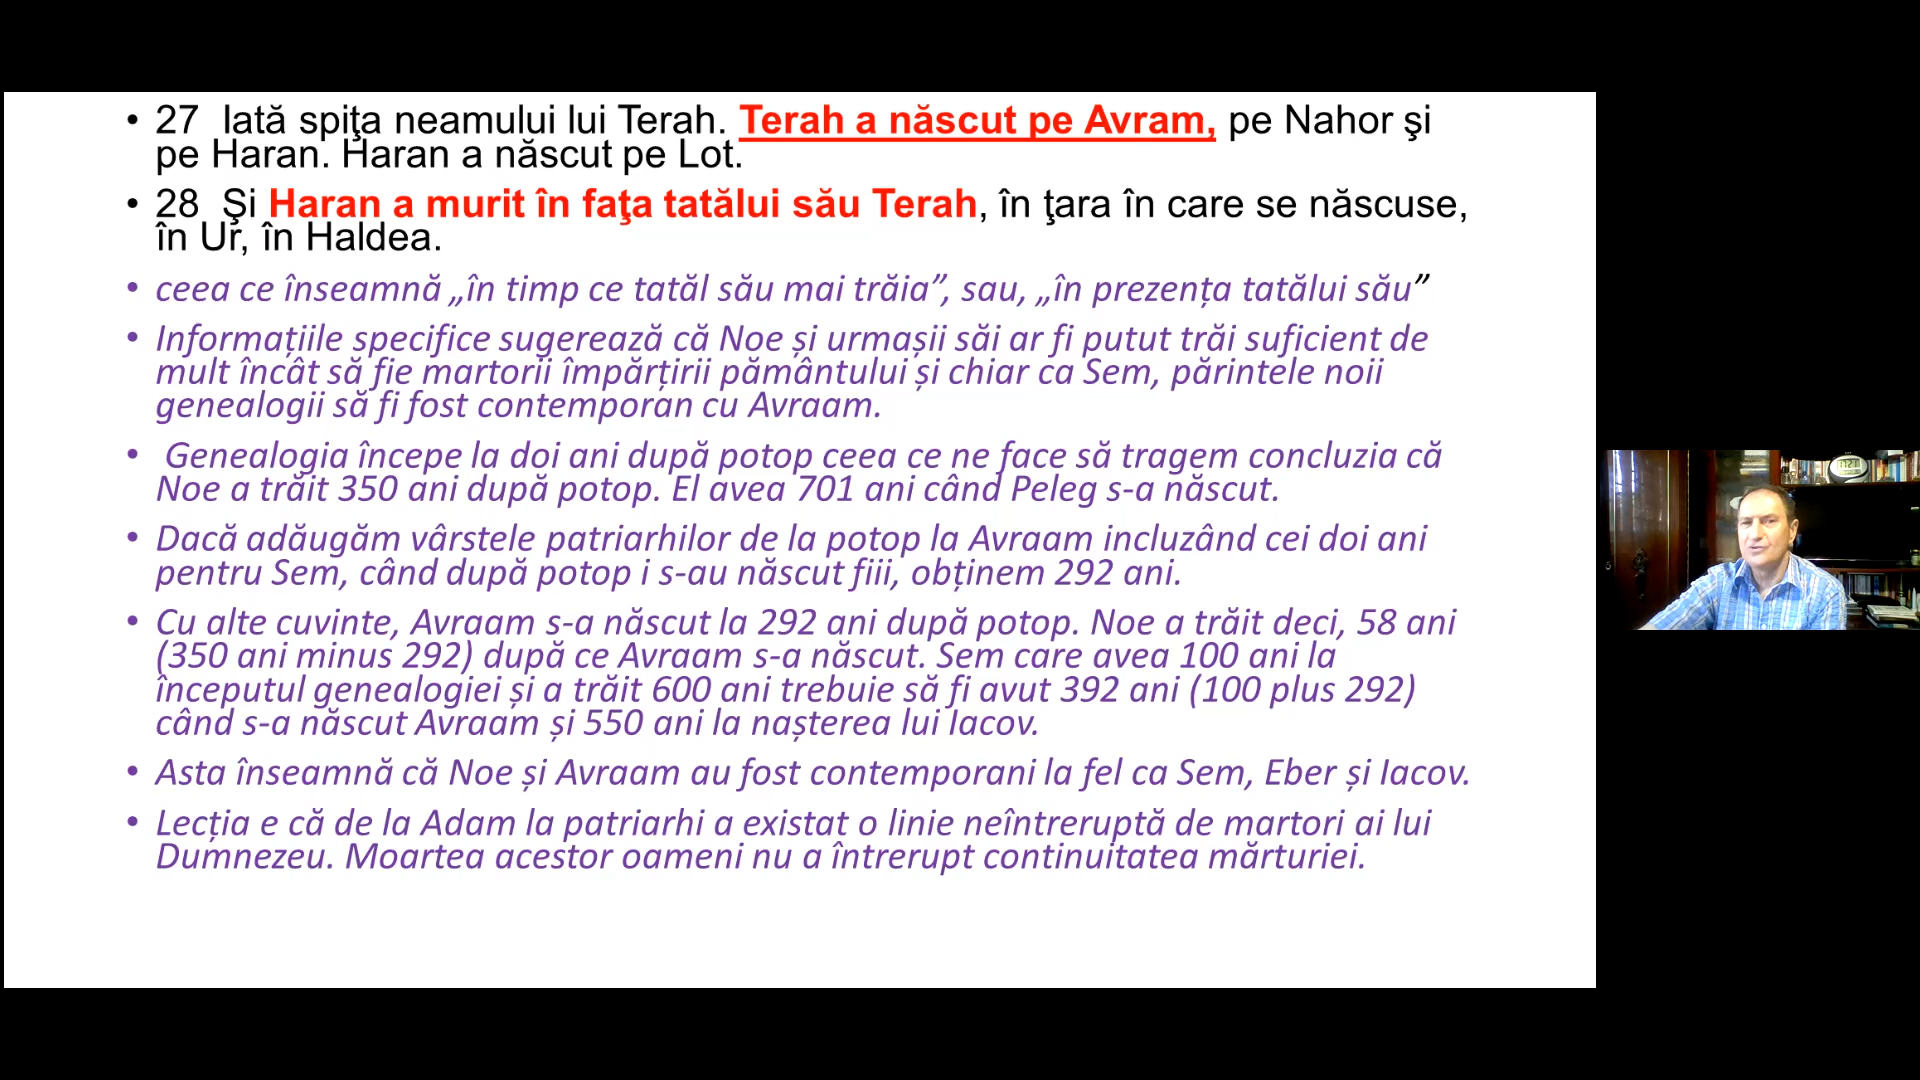 • 27  Iată spiţa neamului lui Terah. Terah a născut pe Avram, pe Nahor şi
pe Haran. Haran a născut pe Lot.
• 28  Şi Haran a murit în faţa tatălui său Terah, în ţara în care se născuse,
în Ur, în Haldea.
• ceea ce înseamnă „în timp ce tatăl său mai trăia”, sau, „în prezența tatălui său”
• Informațiile specifice sugerează că Noe și urmașii săi ar fi putut trăi suficient de
mult încât să fie martorii împărțirii pământului și chiar ca Sem, părintele noii
genealogii să fi fost contemporan cu Avraam.
• Genealogia începe la doi ani după potop ceea ce ne face să tragem concluzia că
Noe a trăit 350 ani după potop. El avea 701 ani când Peleg s-a născut.
• Dacă adăugăm vârstele patriarhilor de la potop la Avraam incluzând cei doi ani
pentru Sem, când după potop i s-au născut fiii, obținem 292 ani.
• Cu alte cuvinte, Avraam s-a născut la 292 ani după potop. Noe a trăit deci, 58 ani
(350 ani minus 292) după ce Avraam s-a născut. Sem care avea 100 ani la
începutul genealogiei și a trăit 600 ani trebuie să fi avut 392 ani (100 plus 292)
când s-a născut Avraam și 550 ani la nașterea lui Iacov.
• Asta înseamnă că Noe și Avraam au fost contemporani la fel ca Sem, Eber și Iacov.
• Lecția e că de la Adam la patriarhi a existat o linie neîntreruptă de martori ai lui
Dumnezeu. Moartea acestor oameni nu a întrerupt continuitatea mărturiei.